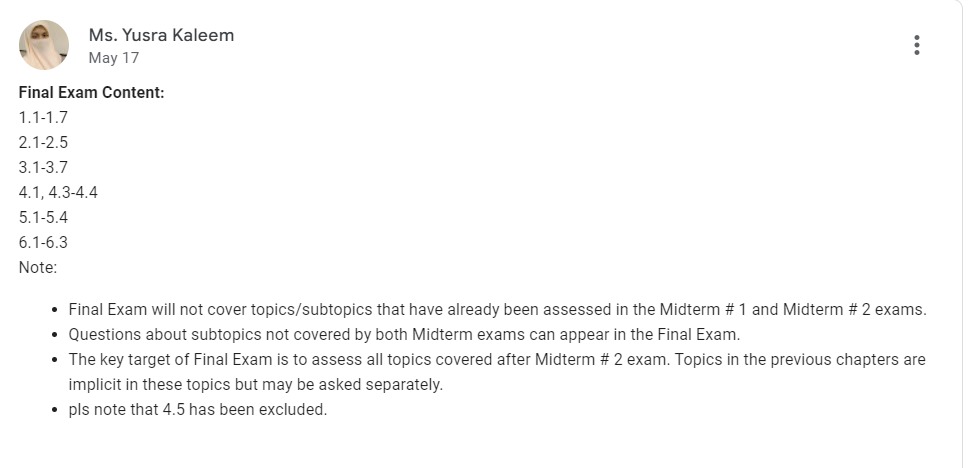 Ms. Yusra Kaleem
May 17
Final Exam Content:
1.1-1.7
2.1-2.5
3.1-3.7
4.1, 4.3-4.4
5.1-5.4
6.1-6.3
Note:
• Final Exam will not cover topics/subtopics that have already been assessed in the Midterm # 1 and Midterm # 2 exams.
• Questions about subtopics not covered by both Midterm exams can appear in the Final Exam.
• The key target of Final Exam is to assess all topics covered after Midterm # 2 exam. Topics in the previous chapters are
implicit in these topics but may be asked separately.
• pls note that 4.5 has been excluded.